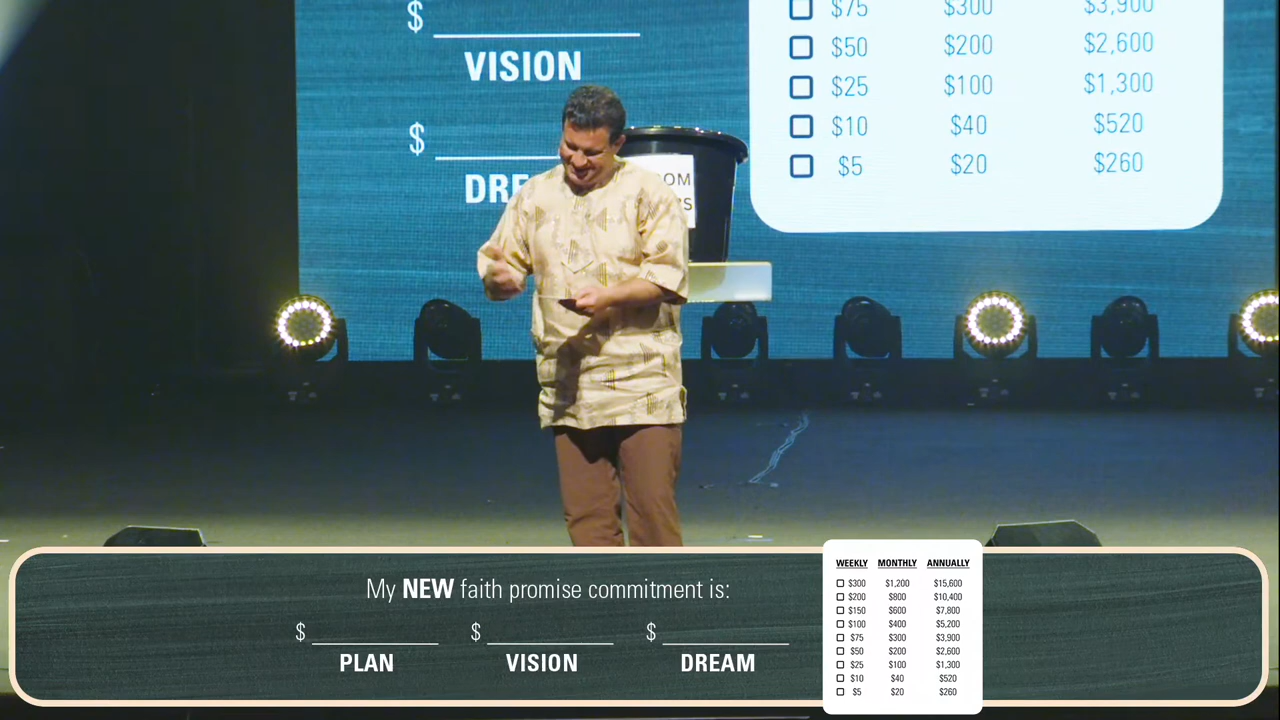 $
VISION
$
$75 $300 $3,900
$50 $200 $2,600
$25 $100 $1,300
$10 $40 $520
$5 $20 $260
My NEW faith promise commitment is:
$ $ $
PLAN VISION DREAM
WEEKLY MONTHLY ANNUALLY
$300 $1,200 $15,600
$200 $800 $10,400
$150 $600 $7,800
$100 $400 $5,200
$75 $300 $3,900
$50 $200 $2,600
$25 $100 $1,300
$10 $40 $520
$5 $20 $260